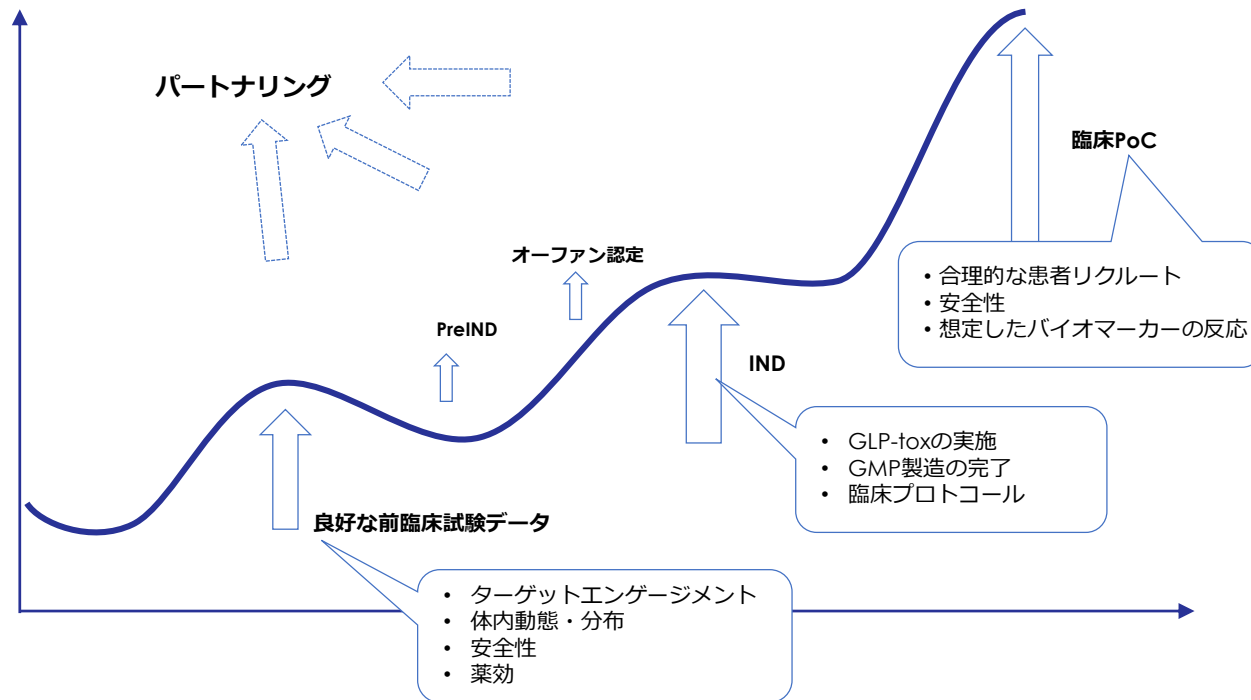 パートナリング
臨床PoC
オーファン認定
・合理的な患者リクルート
・安全性
・想定したバイオマーカーの反応
PreIND
IND
• GLP-toxの実施
• GMP製造の完了
• 臨床プロトコール
良好な前臨床試験データ
• ターゲットエンゲージメント
• 体内動態・分布
• 安全性
• 薬効